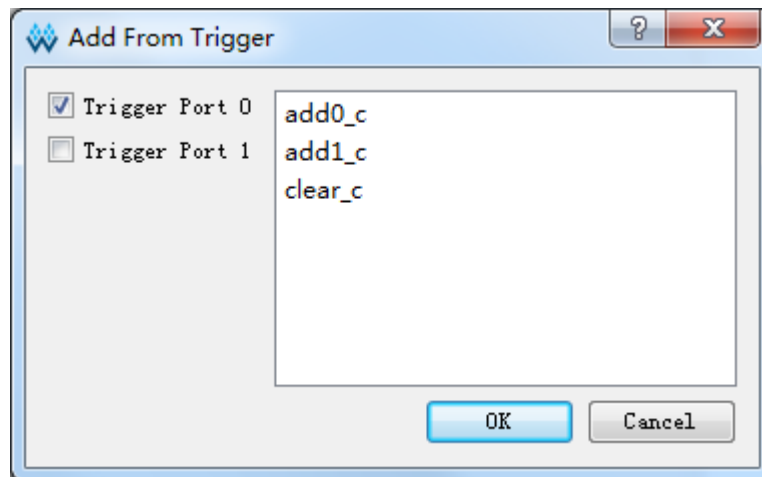 Add From Trigger
Trigger Port 0
Trigger Port 1
add0_c
add1_c
clear_c
OK
Cancel